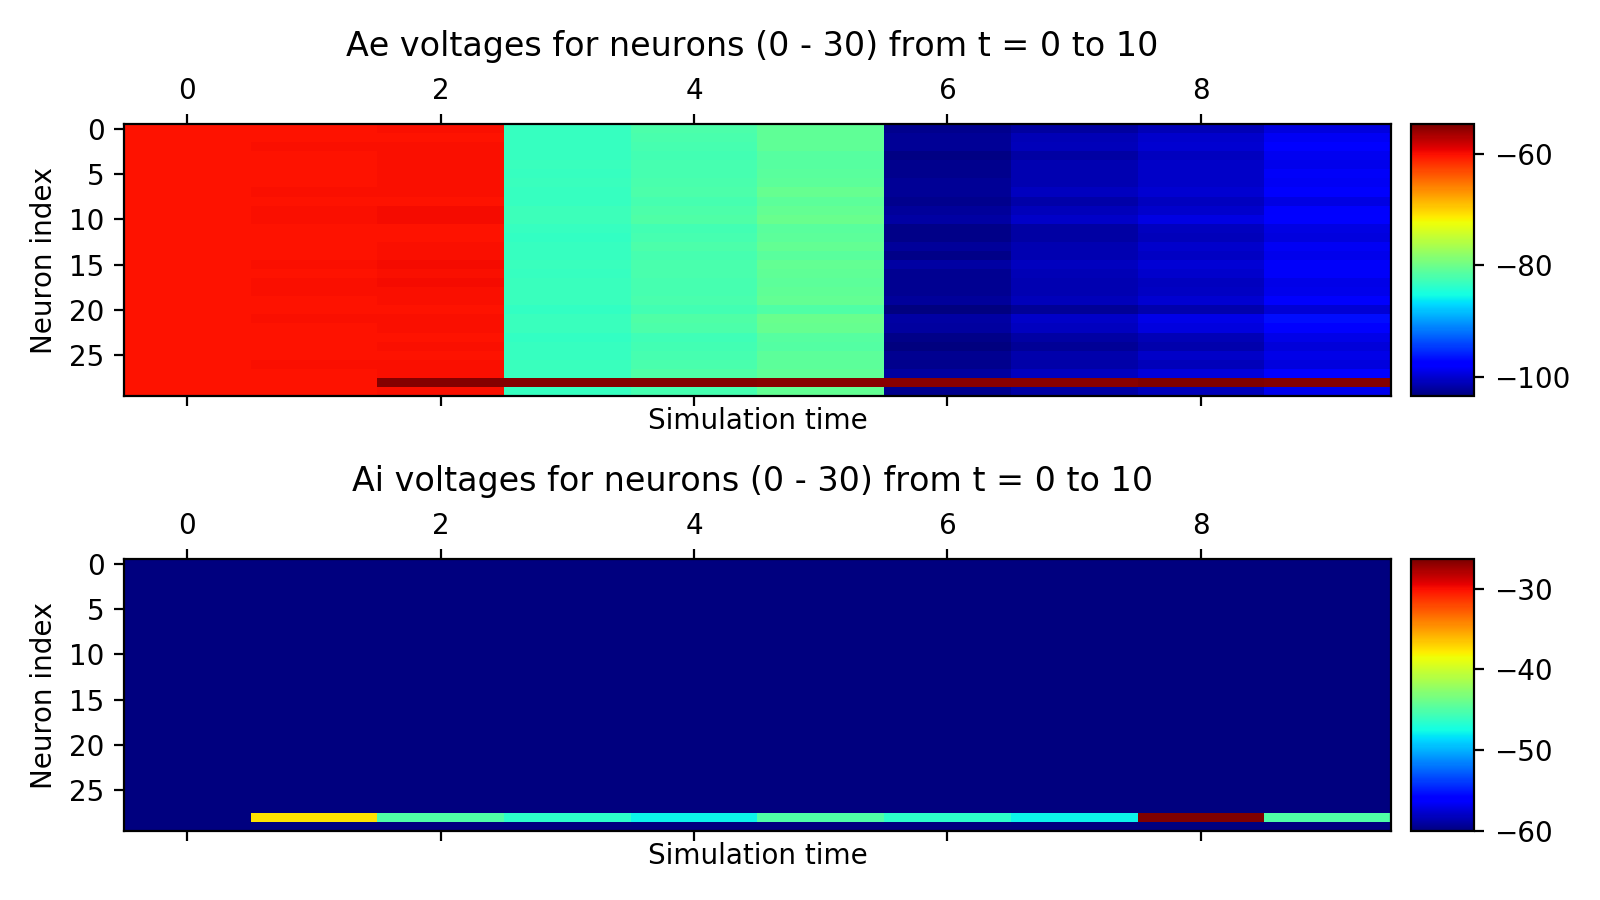 Ae voltages for neurons (0 - 30) from t = 0 to 10
0 2 4 6 8
0
5
10
15
20
25
Neuron index
Simulation time
−60
−80
−100
Ai voltages for neurons (0 - 30) from t = 0 to 10
0 2 4 6 8
0
5
10
15
20
25
Neuron index
Simulation time
−30
−40
−50
−60